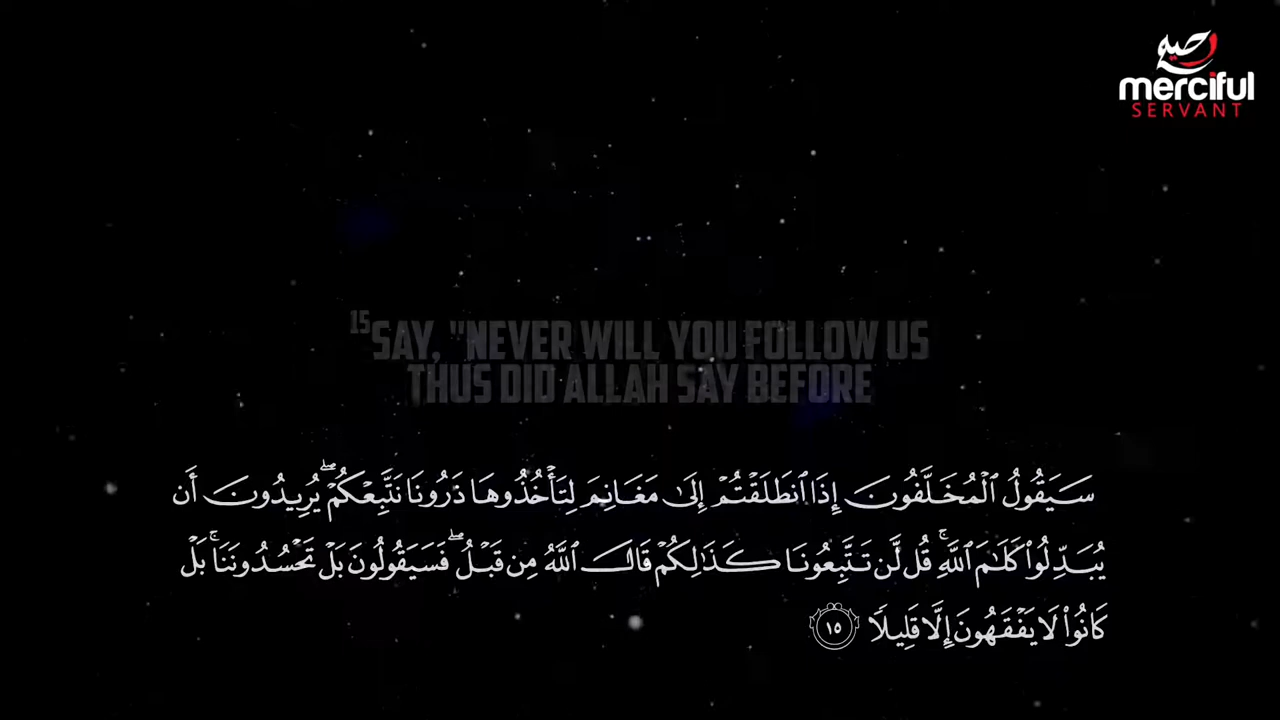 رحيم
merciful
SERVANT
15 SAY, "NEVER WILL YOU FOLLOW US
THUS DID ALLAH SAY BEFORE
سَيَقُولُ ٱلْمُخَلَّفُونَ إِذَا ٱنطَلَقْتُمْ إِلَىٰ مَغَانِمَ لِتَأْخُذُوهَا ذَرُونَا نَتَّبِعْكُمْ ۖ يُرِيدُونَ أَن
يُبَدِّلُوا۟ كَلَـٰمَ ٱللَّهِ ۚ قُل لَّن تَتَّبِعُونَا كَذَٰلِكُمْ قَالَ ٱللَّهُ مِن قَبْلُ ۖ فَسَيَقُولُونَ بَلْ تَحْسُدُونَنَا ۚ بَلْ
كَانُوا۟ لَا يَفْقَهُونَ إِلَّا قَلِيلًا ١٥